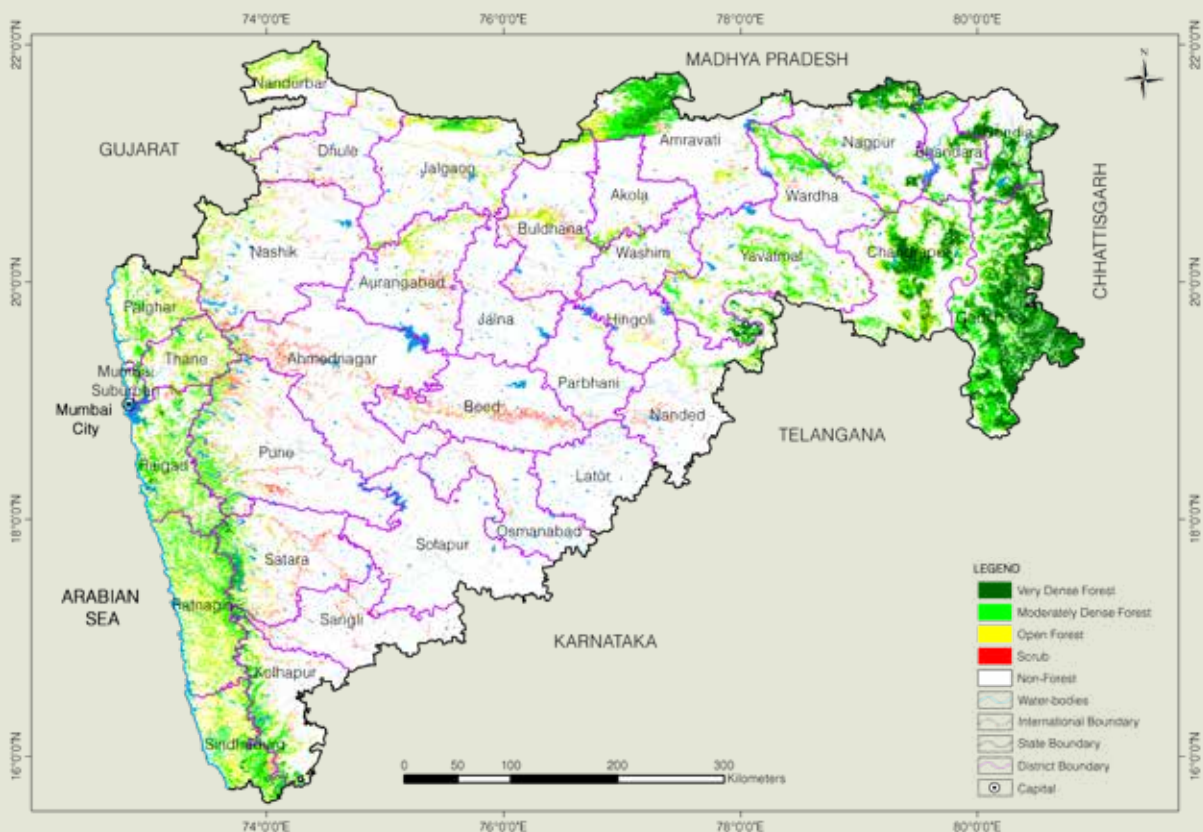 74°0'0"E 76°0'0"E 78°0'0"E 80°0'0"E
22°0'0"N 22°0'0"N
MADHYA PRADESH
Z
Nandurbar
GUJARAT
Dhule
Jalgaon
Amravati
Nagpur
Bhandara
Akola
Wardha
Buldhana
Washim
Nashik
Yavatmal
Aurangabad
CHHATTISGARH
20°0'0"N 20°0'0"N
Palghar
Jalna
Hingoli
Thane
Ahmednagar
Mumbai
Suburban
Parbhani
Mumbai
City
Beed
Nanded
TELANGANA
Pune
Raigad
Latur
18°0'0"N 18°0'0"N
Osmanabad
Solapur
Satara
ARABIAN
SEA
Sangli
KARNATAKA
Kolhapur
16°0'0"N 16°0'0"N
LEGEND
Very Dense Forest
Moderately Dense Forest
Open Forest
Scrub
Non-Forest
Water-bodies
International Boundary
State Boundary
District Boundary
Capital
0 50 100 200 300
Kilometers
74°0'0"E 76°0'0"E 78°0'0"E 80°0'0"E